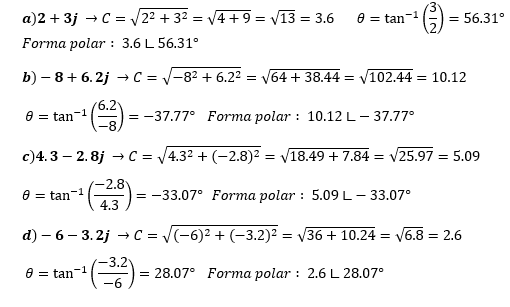 a)2 + 3j → C = √(2² + 3²) = √(4 + 9) = √13 = 3.6 θ = tan⁻¹(3/2) = 56.31°
Forma polar : 3.6 ∟ 56.31°
b) − 8 + 6.2j → C = √(−8² + 6.2²) = √(64 + 38.44) = √102.44 = 10.12
θ = tan⁻¹(6.2/−8) = −37.77° Forma polar : 10.12 ∟ − 37.77°
c)4.3 − 2.8j → C = √(4.3² + (−2.8)²) = √(18.49 + 7.84) = √25.97 = 5.09
θ = tan⁻¹(−2.8/4.3) = −33.07° Forma polar : 5.09 ∟ − 33.07°
d) − 6 − 3.2j → C = √((−6)² + (−3.2)²) = √(36 + 10.24) = √6.8 = 2.6
θ = tan⁻¹(−3.2/−6) = 28.07° Forma polar : 2.6 ∟ 28.07°